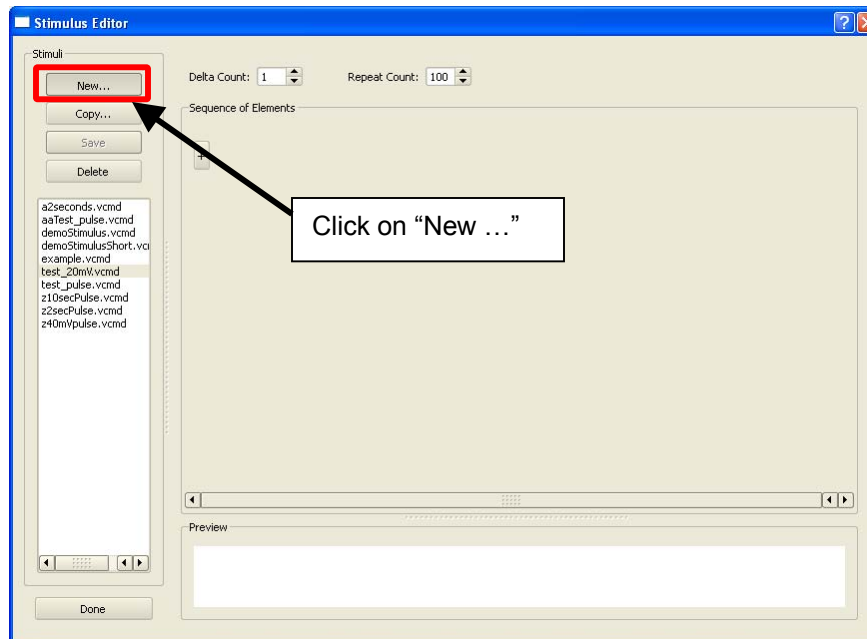 Stimulus Editor
Stimuli
New...
Copy...
Save
Delete
Delta Count: 1
Repeat Count: 100
Sequence of Elements
+
Click on “New …”
a2seconds.vcmd
aaTest_pulse.vcmd
demoStimulus.vcmd
demoStimulusShort.vc
example.vcmd
test_20mV.vcmd
test_pulse.vcmd
z10secPulse.vcmd
z2secPulse.vcmd
z40mVpulse.vcmd
Preview
Done